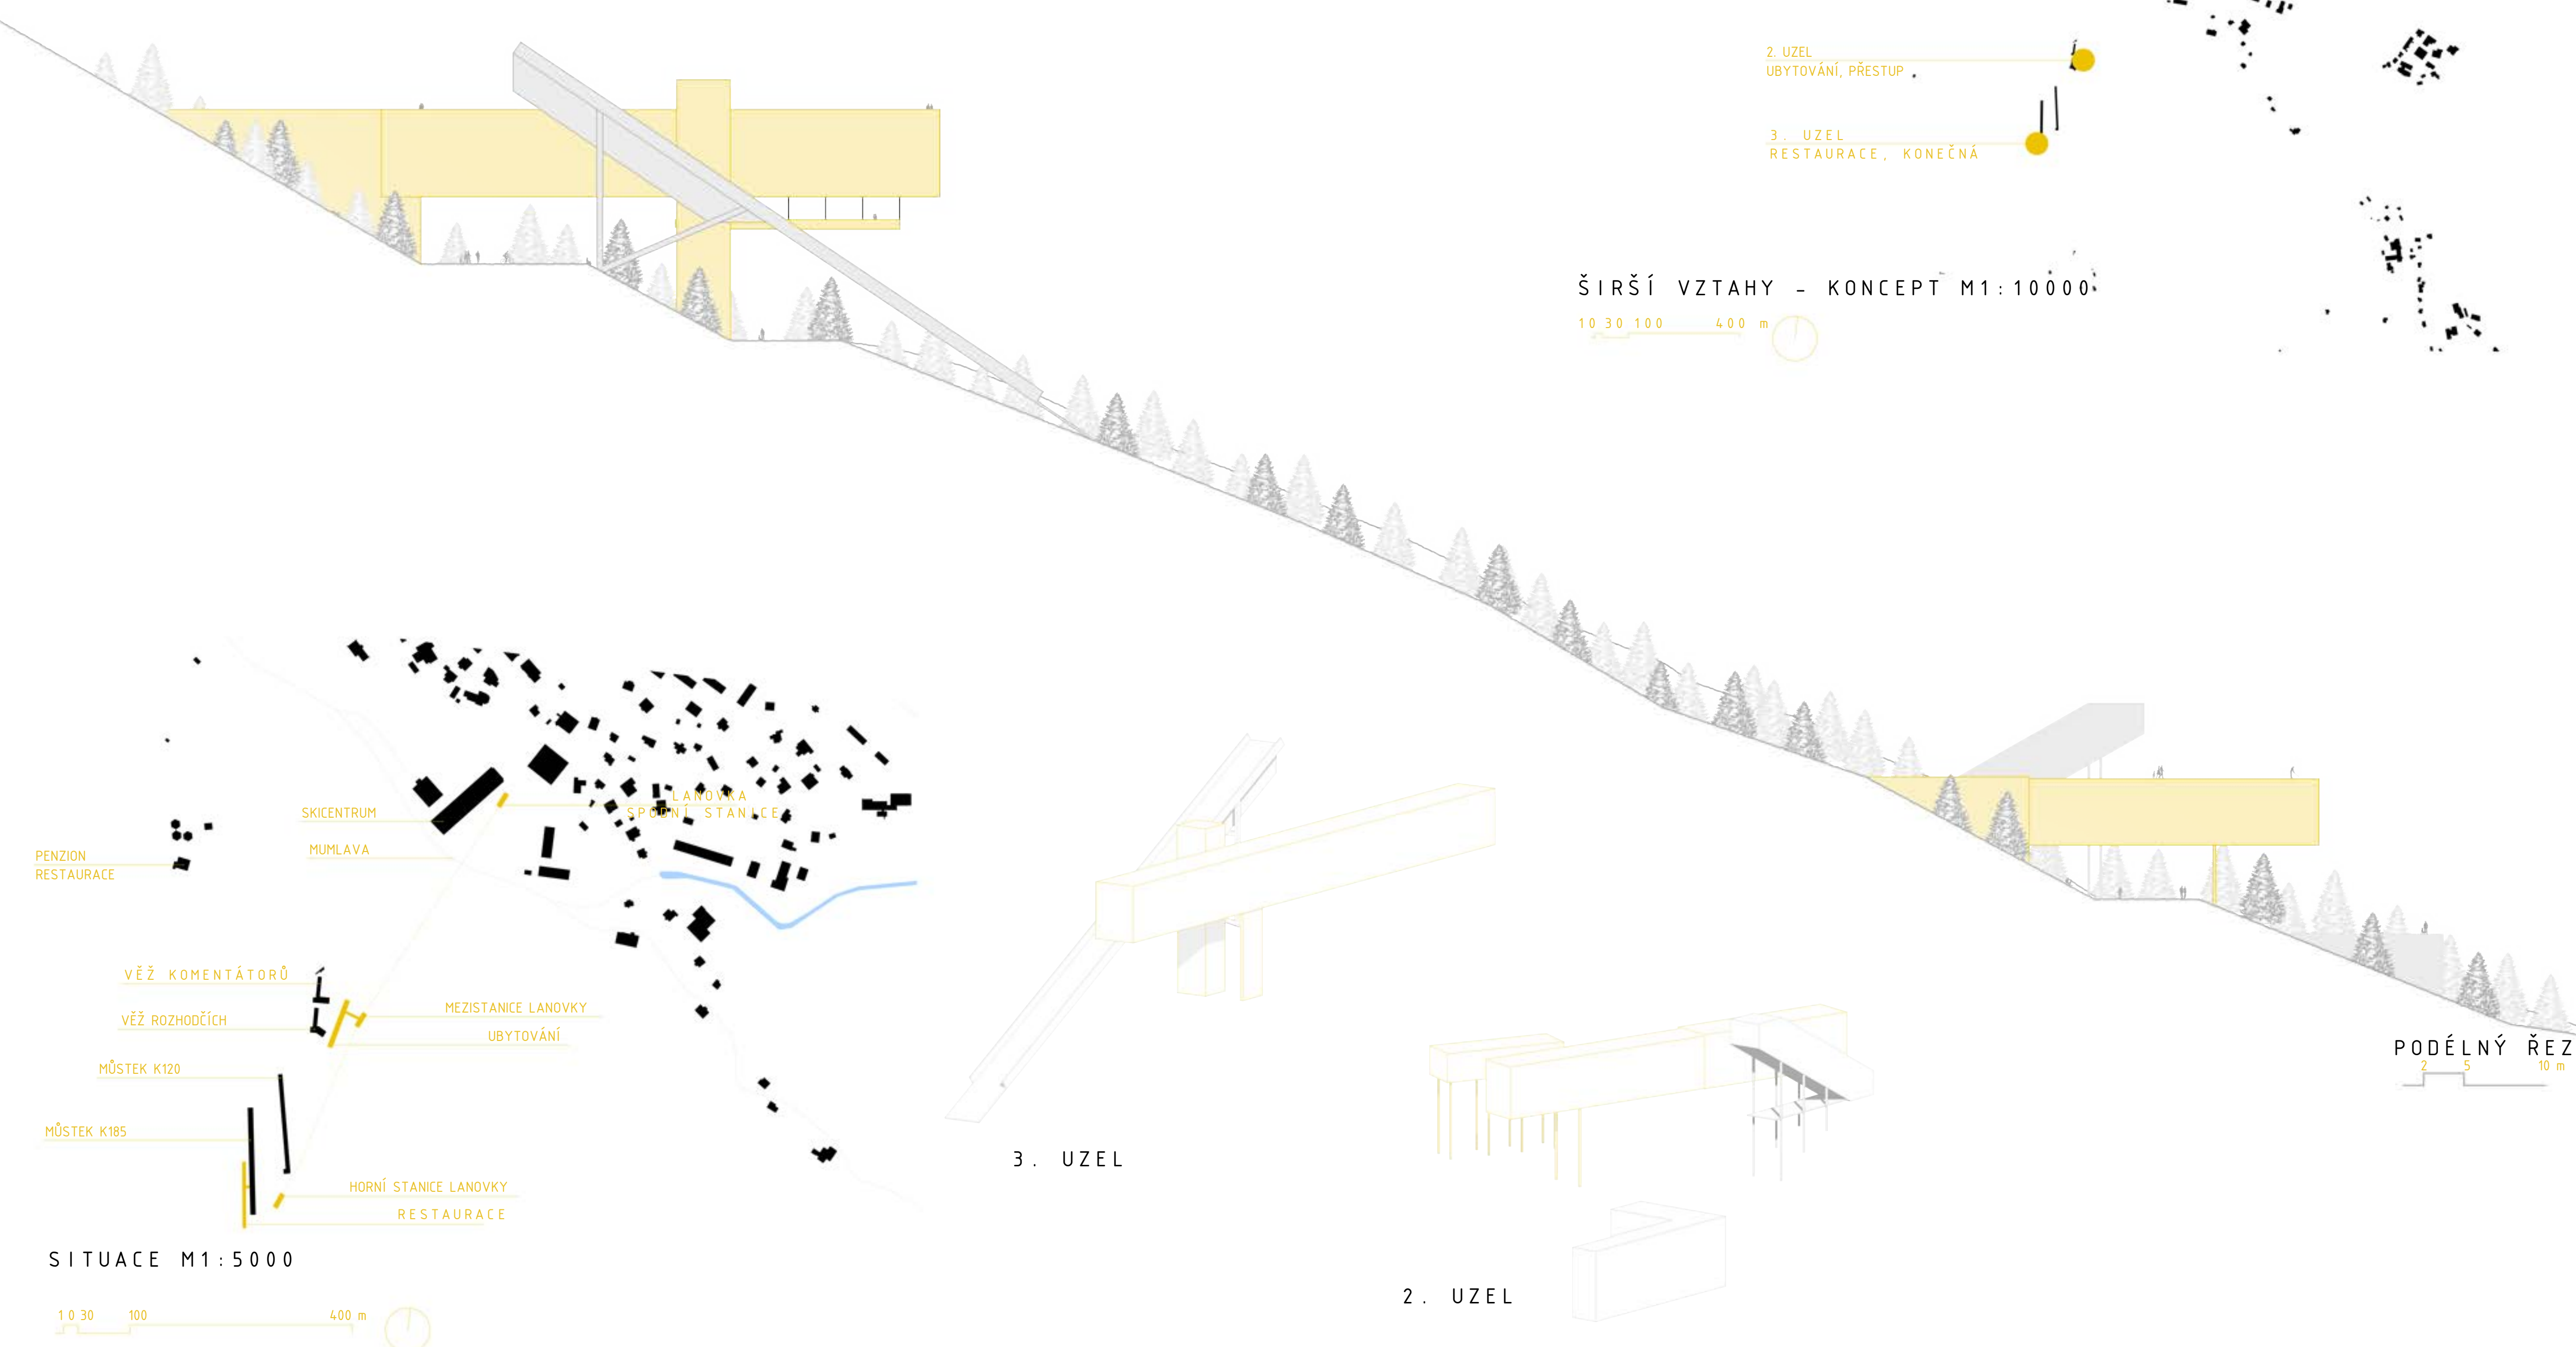 2. UZEL
UBYTOVÁNÍ, PŘESTUP
3. UZEL
RESTAURACE, KONEČNÁ
ŠIRŠÍ VZTAHY - KONCEPT M1:10000
10 30 100 400 m
LANOVKA
SPODNÍ STANICE
SKICENTRUM
MUMLAVA
PENZION
RESTAURACE
VĚŽ KOMENTÁTORŮ
MEZISTANICE LANOVKY
VĚŽ ROZHODČÍCH
UBYTOVÁNÍ
MŮSTEK K120
MŮSTEK K185
HORNÍ STANICE LANOVKY
RESTAURACE
SITUACE M1:5000
10 30 100 400 m
3. UZEL
2. UZEL
PODÉLNÝ ŘEZ
2 5 10 m